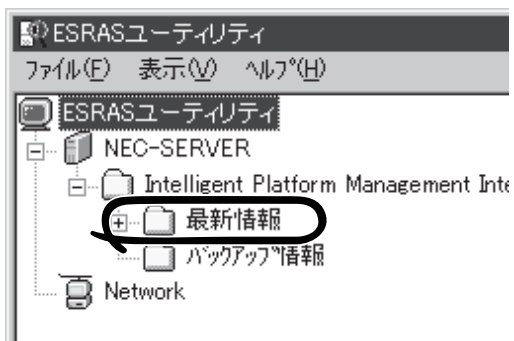 ESRASユーティリティ
ファイル(F) 表示(V) ヘルプ(H)
ESRASユーティリティ
NEC-SERVER
Intelligent Platform Management Inte
最新情報
バックアップ情報
Network